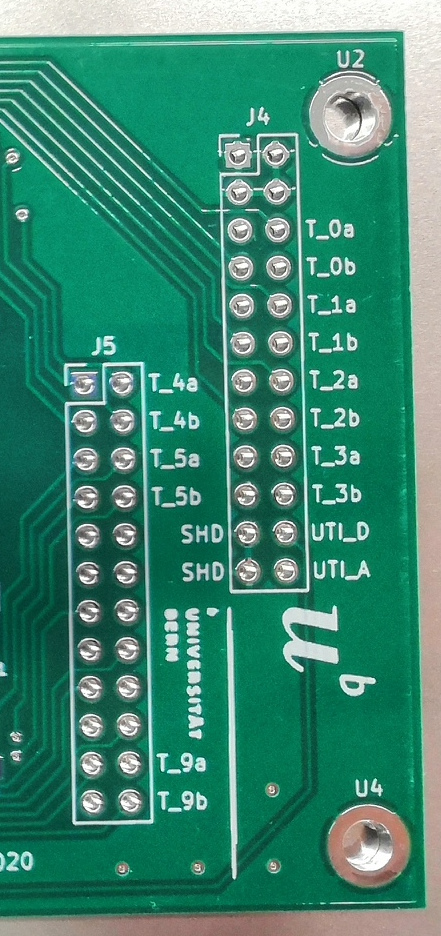 U2
J4
T_0a
T_0b
T_1a
T_1b
J5
T_4a
T_2a
T_4b
T_2b
T_5a
T_3a
T_5b
T_3b
SHD
UTI_D
SHD
UTI_A
u
b
b
UNIVERSITÄT
BERN
T_9a
U4
T_9b
020